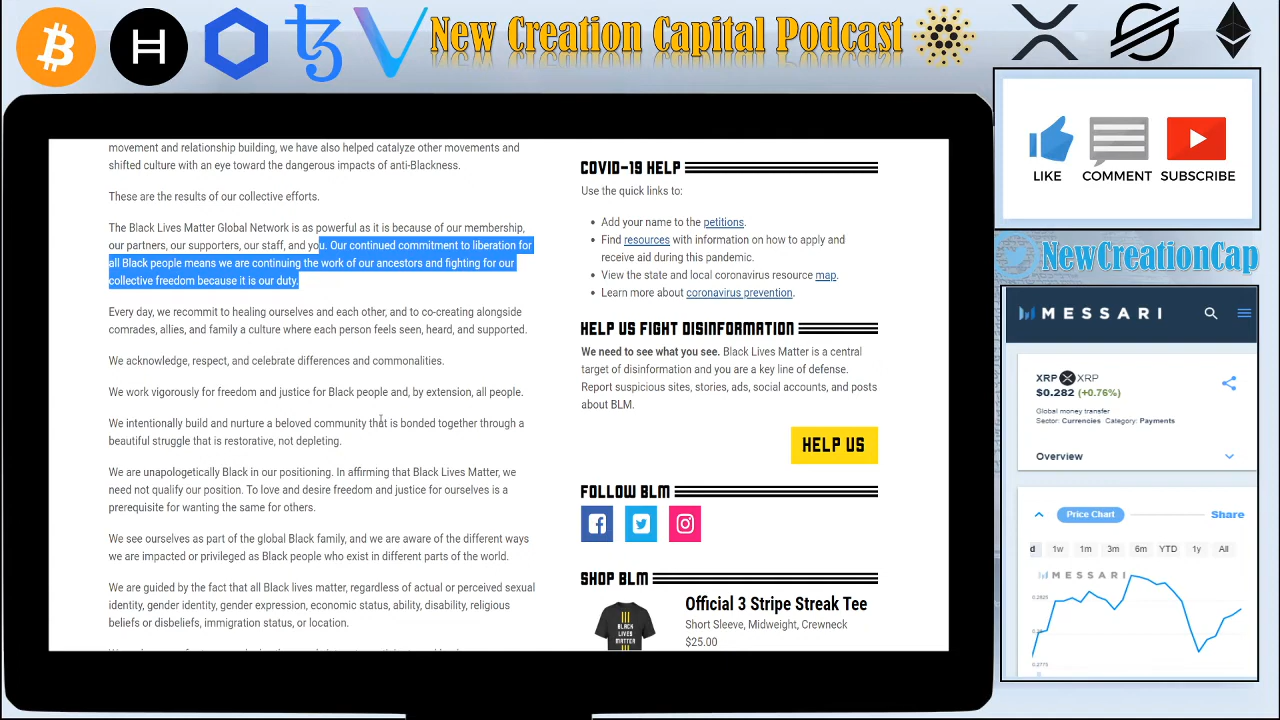 New Creation Capital Podcast
movement and relationship building, we have also helped catalyze other movements and
shifted culture with an eye toward the dangerous impacts of anti-Blackness.
These are the results of our collective efforts.
The Black Lives Matter Global Network is as powerful as it is because of our membership,
our partners, our supporters, our staff, and you. Our continued commitment to liberation for
all Black people means we are continuing the work of our ancestors and fighting for our
collective freedom because it is our duty.
Every day, we recommit to healing ourselves and each other, and to co-creating alongside
comrades, allies, and family a culture where each person feels seen, heard, and supported.
We acknowledge, respect, and celebrate differences and commonalities.
We work vigorously for freedom and justice for Black people and, by extension, all people.
We intentionally build and nurture a beloved community that is bonded together through a
beautiful struggle that is restorative, not depleting.
We are unapologetically Black in our positioning. In affirming that Black Lives Matter, we
need not qualify our position. To love and desire freedom and justice for ourselves is a
prerequisite for wanting the same for others.
We see ourselves as part of the global Black family, and we are aware of the different ways
we are impacted or privileged as Black people who exist in different parts of the world.
We are guided by the fact that all Black lives matter, regardless of actual or perceived sexual
identity, gender identity, gender expression, economic status, ability, disability, religious
beliefs or disbeliefs, immigration status, or location.
COVID-19 HELP
Use the quick links to:
Add your name to the petitions.
Find resources with information on how to apply and
receive aid during this pandemic.
View the state and local coronavirus resource map.
Learn more about coronavirus prevention.
HELP US FIGHT DISINFORMATION
We need to see what you see. Black Lives Matter is a central
target of disinformation and you are a key line of defense.
Report suspicious sites, stories, ads, social accounts, and posts
about BLM.
HELP US
FOLLOW BLM
SHOP BLM
BLACK
LIVES
MATTER
Official 3 Stripe Streak Tee
Short Sleeve, Midweight, Crewneck
$25.00
LIKE COMMENT SUBSCRIBE
NewCreationCap
MESSARI
XRP XRP
$0.282 (+0.76%)
Global money transfer
Sector: Currencies Category: Payments
Overview
Price Chart Share
d 1w 1m 3m 6m YTD 1y All
MESSARI
0.2825
0.28
0.2775